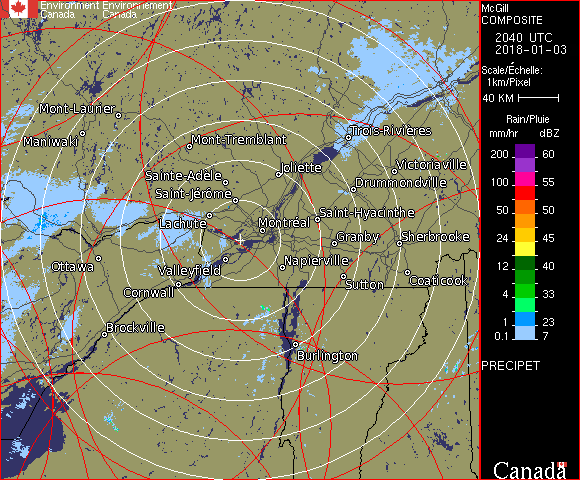 Environment Environnement
Canada Canada
McGill
COMPOSITE
2040 UTC
2018-01-03
Scale/Échelle:
1km/Pixel
40 KM
Rain/Pluie
mm/hr dBZ
200 60
150 57
100 55
50 50
24 45
12 40
4 33
1 23
0.1 7
PRECIPET
Canada
Mont-Laurier
Maniwaki
Mont-Tremblant
Trois-Rivières
Joliette
Victoriaville
Sainte-Adèle
Drummondville
Saint-Jérôme
Saint-Hyacinthe
Lachute
Montréal
Granby
Sherbrooke
Ottawa
Valleyfield
Napierville
Cornwall
Sutton
Coaticook
Brockville
Burlington